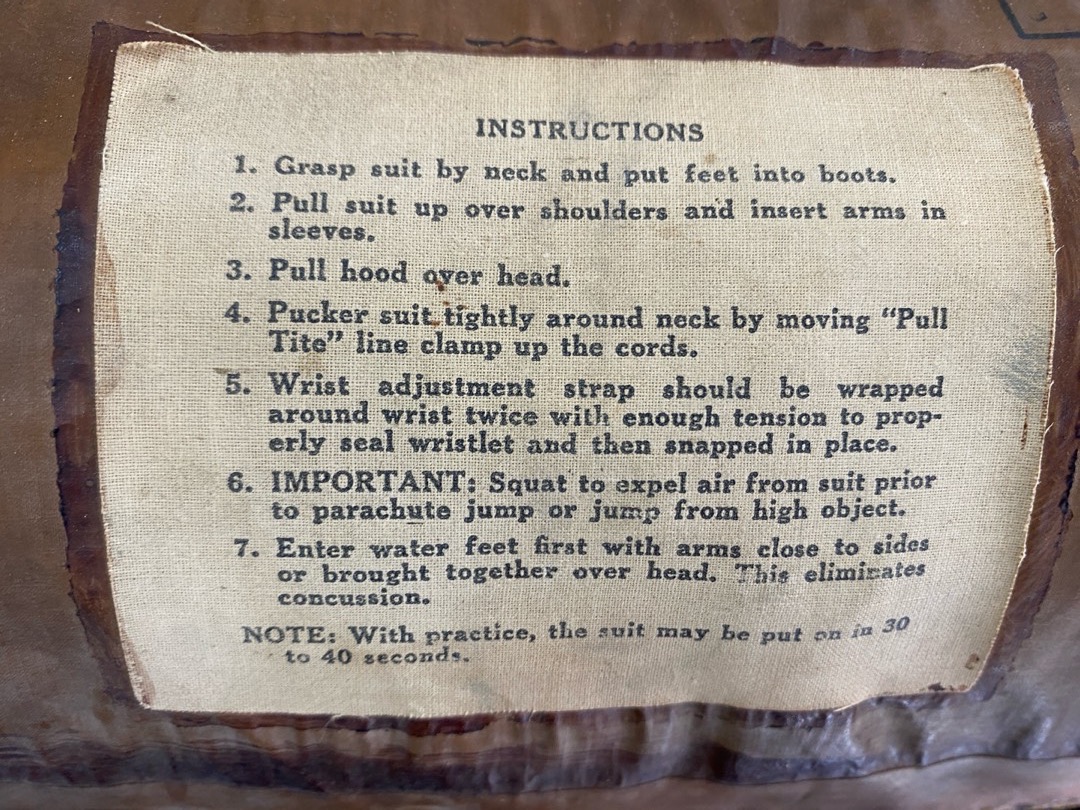 INSTRUCTIONS
1. Grasp suit by neck and put feet into boots.
2. Pull suit up over shoulders and insert arms in
sleeves.
3. Pull hood over head.
4. Pucker suit tightly around neck by moving “Pull
Tite” line clamp up the cords.
5. Wrist adjustment strap should be wrapped
around wrist twice with enough tension to prop-
erly seal wristlet and then snapped in place.
6. IMPORTANT: Squat to expel air from suit prior
to parachute jump or jump from high object.
7. Enter water feet first with arms close to sides
or brought together over head. This eliminates
concussion.
NOTE: With practice, the suit may be put on in 30
to 40 seconds.